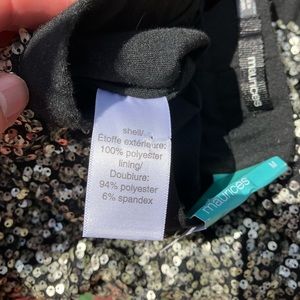 shell/
Étoffe extérieure:
100% polyester
lining/
Doublure:
94% polyester
6% spandex
maurices
maurices
M